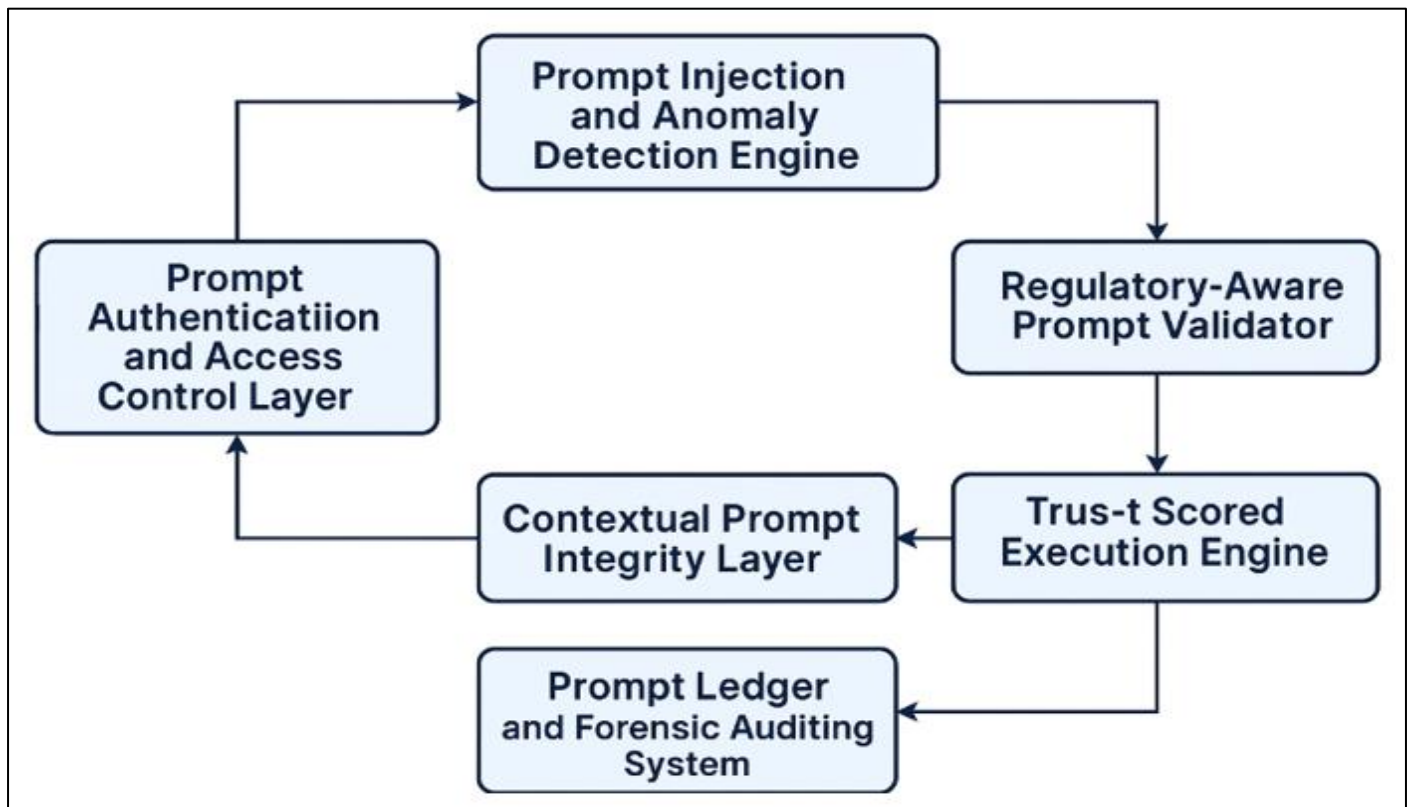 Prompt Injection
and Anomaly
Detection Engine
Prompt
Authenticatiion
and Access
Control Layer
Regulatory-Aware
Prompt Validator
Contextual Prompt
Integrity Layer
Trus-t Scored
Execution Engine
Prompt Ledger
and Forensic Auditing
System